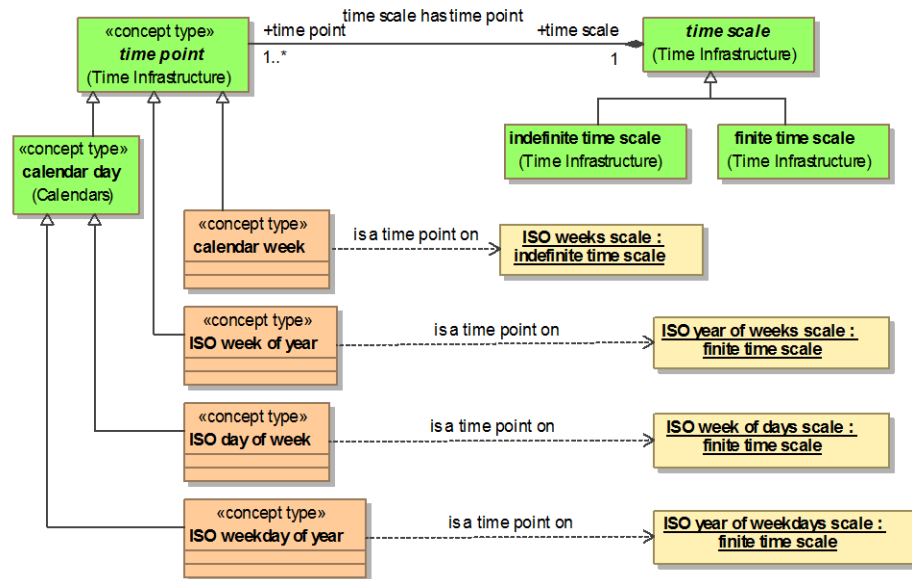 «concept type»
time point
(Time Infrastructure)
time scale has time point
+time point
+time scale
1..*
1
time scale
(Time Infrastructure)
indefinite time scale
(Time Infrastructure)
finite time scale
(Time Infrastructure)
«concept type»
calendar day
(Calendars)
«concept type»
calendar week
is a time point on
ISO weeks scale :
indefinite time scale
«concept type»
ISO week of year
is a time point on
ISO year of weeks scale :
finite time scale
«concept type»
ISO day of week
is a time point on
ISO week of days scale :
finite time scale
«concept type»
ISO weekday of year
is a time point on
ISO year of weekdays scale :
finite time scale